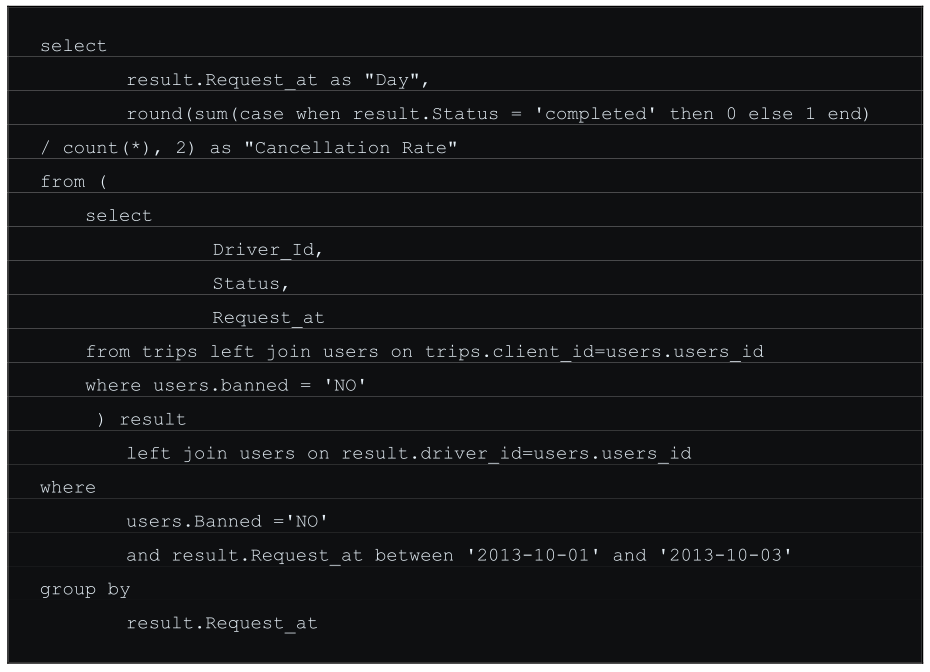 select
result.Request_at as "Day",
round(sum(case when result.Status = 'completed' then 0 else 1 end)
/ count(*), 2) as "Cancellation Rate"
from (
select
Driver_Id,
Status,
Request_at
from trips left join users on trips.client_id=users.users_id
where users.banned = 'NO'
) result
left join users on result.driver_id=users.users_id
where
users.Banned ='NO'
and result.Request_at between '2013-10-01' and '2013-10-03'
group by
result.Request_at